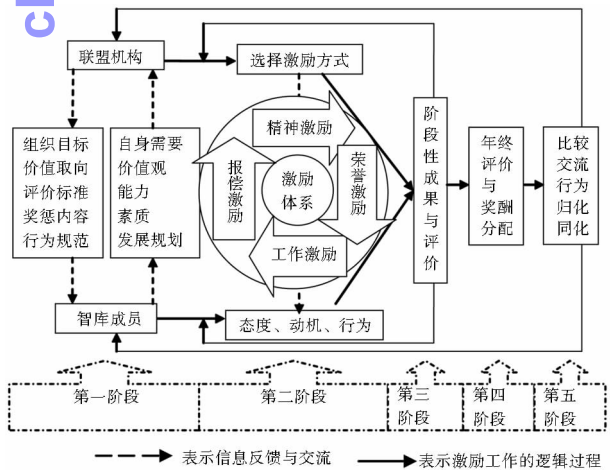 ch
联盟机构
选择激励方式
组织目标
价值取向
评价标准
奖惩内容
行为规范
自身需要
价值观
能力
素质
发展规划
精神激励
报偿激励
激励
体系
荣誉激励
工作激励
阶段性成果与评价
年终
评价
与
奖酬
分配
比较
交流
行为
归化
同化
智库成员
态度、动机、行为
第一阶段
第二阶段
第三
阶段
第四
阶段
第五
阶段
表示信息反馈与交流
表示激励工作的逻辑过程